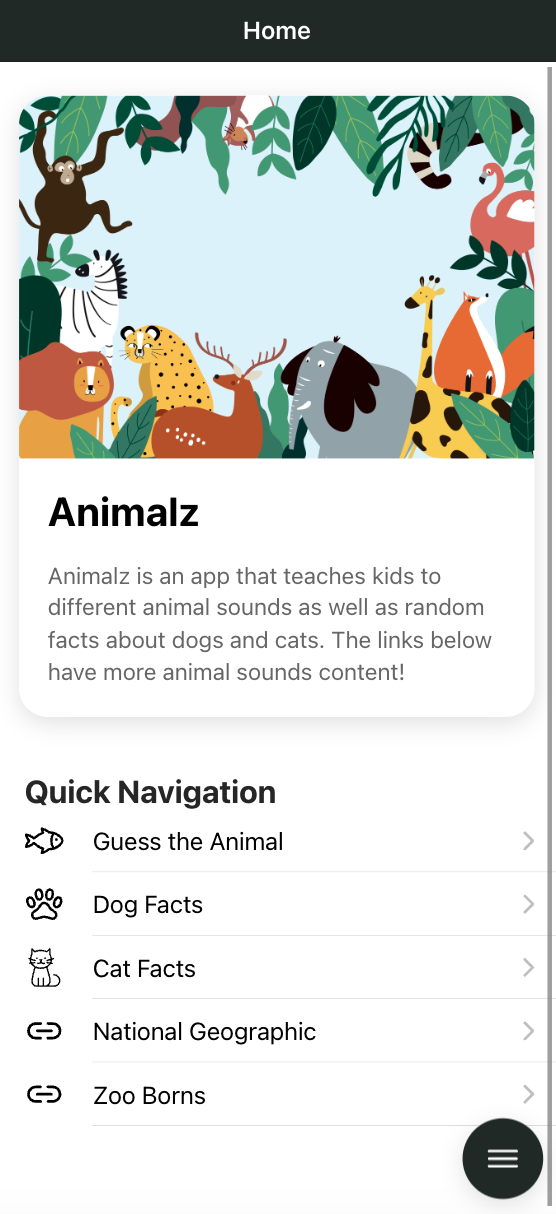 Home
Animalz
Animalz is an app that teaches kids to
different animal sounds as well as random
facts about dogs and cats. The links below
have more animal sounds content!
Quick Navigation
Guess the Animal
Dog Facts
Cat Facts
National Geographic
Zoo Borns